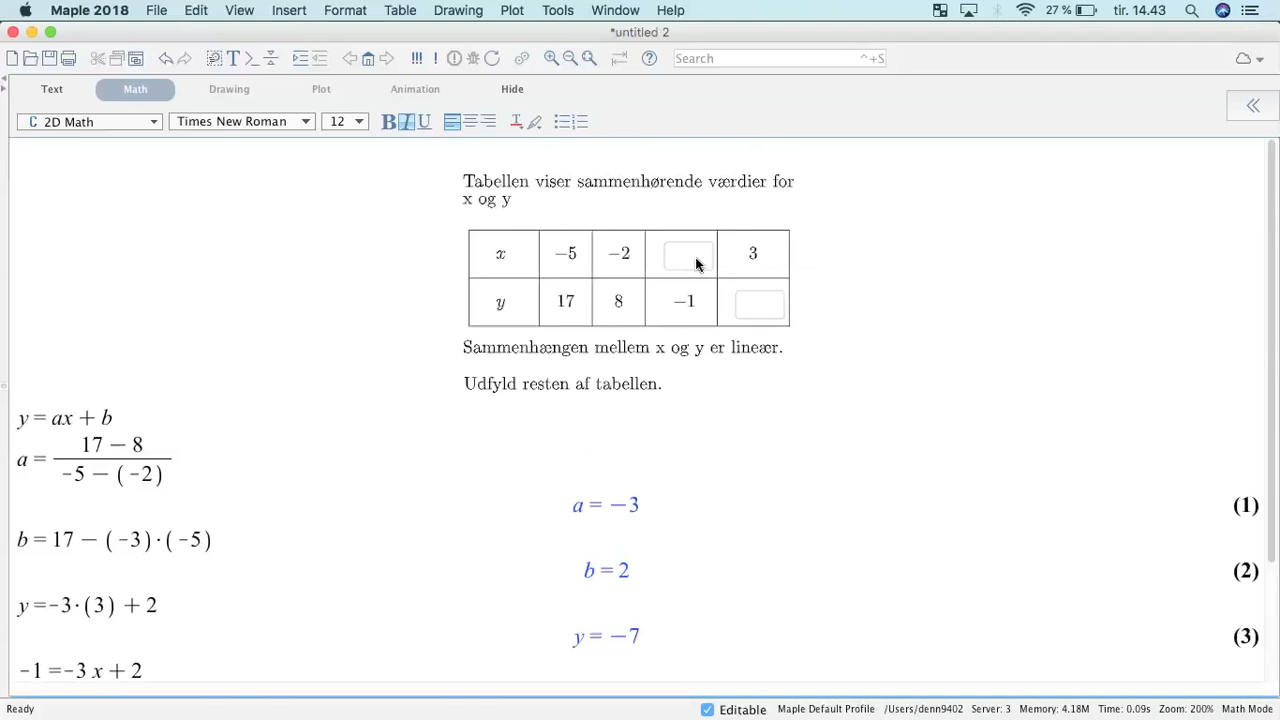 Maple 2018 File Edit View Insert Format Table Drawing Plot Tools Window Help 27 % tir. 14.43
*untitled 2
Search ^+S
Text Math Drawing Plot Animation Hide
C 2D Math Times New Roman 12 B I U T
Tabellen viser sammenhørende værdier for
x og y
x −5 −2 3
y 17 8 −1
Sammenhængen mellem x og y er lineær.
Udfyld resten af tabellen.
y = ax + b
a = (17 − 8)/(-5 − (-2))
a = −3 (1)
b = 17 − (-3)·(-5)
b = 2 (2)
y =-3·(3) + 2
y = −7 (3)
-1 =-3 x + 2
Ready Editable Maple Default Profile /Users/denn9402 Server: 3 Memory: 4.18M Time: 0.09s Zoom: 200% Math Mode